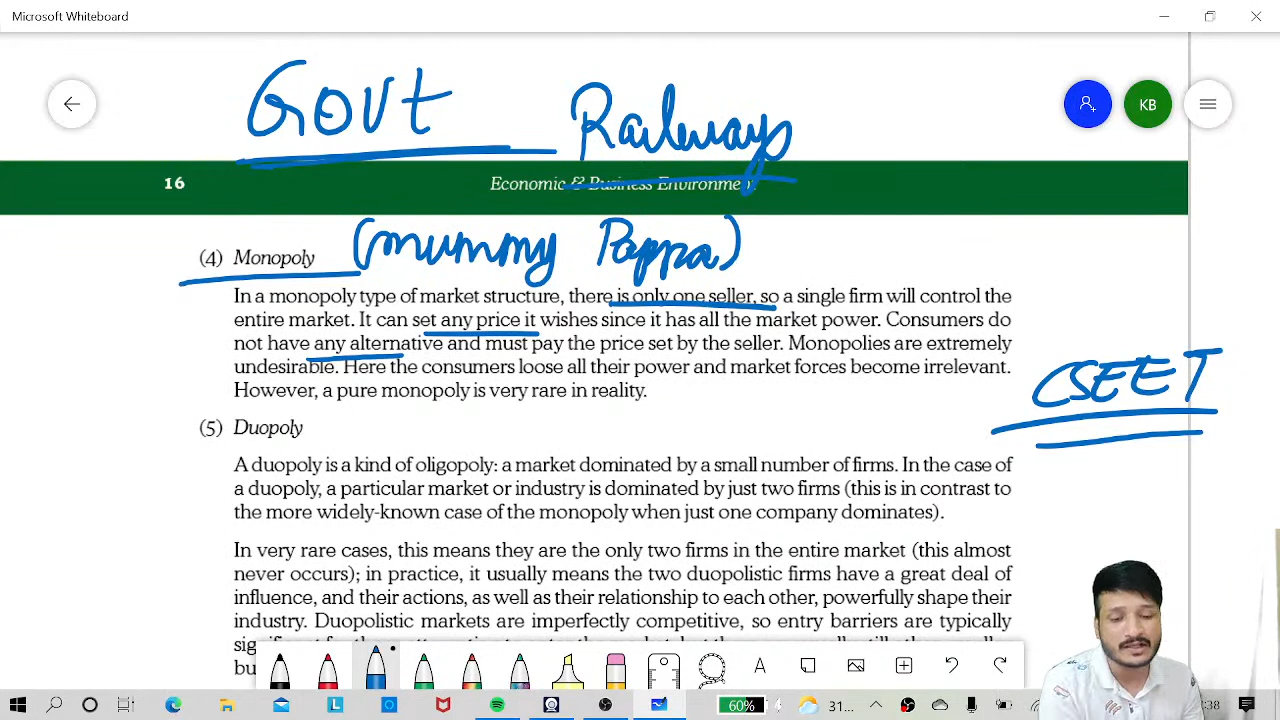 Microsoft Whiteboard
GOVt Railways
KB
16 Economic & Business Environment
(4) Monopoly (mummy Pappa)
In a monopoly type of market structure, there is only one seller, so a single firm will control the
entire market. It can set any price it wishes since it has all the market power. Consumers do
not have any alternative and must pay the price set by the seller. Monopolies are extremely
undesirable. Here the consumers loose all their power and market forces become irrelevant.
However, a pure monopoly is very rare in reality.
CSEET
(5) Duopoly
A duopoly is a kind of oligopoly: a market dominated by a small number of firms. In the case of
a duopoly, a particular market or industry is dominated by just two firms (this is in contrast to
the more widely-known case of the monopoly when just one company dominates).
In very rare cases, this means they are the only two firms in the entire market (this almost
never occurs); in practice, it usually means the two duopolistic firms have a great deal of
influence, and their actions, as well as their relationship to each other, powerfully shape their
industry. Duopolistic markets are imperfectly competitive, so entry barriers are typically
60% 31...